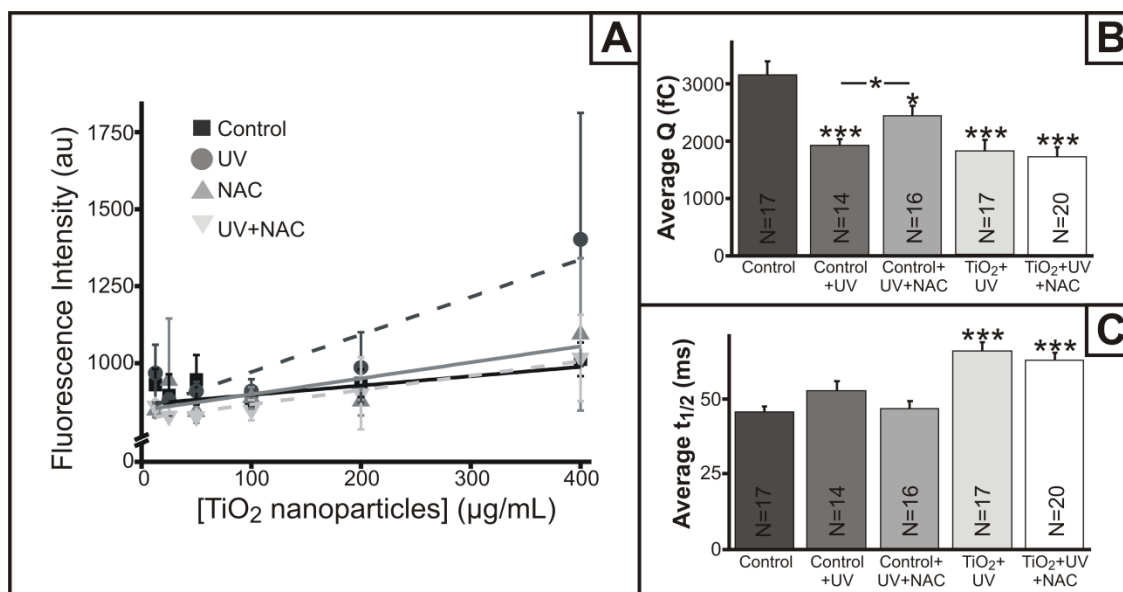 A
Fluorescence Intensity (au)
1750
1500
1250
1000
0
Control
UV
NAC
UV+NAC
0 100 200 300 400
[TiO2 nanoparticles] (µg/mL)
B
Average Q (fC)
3000
2000
1000
0
*
*
***
***
***
N=17 N=14 N=16 N=17 N=20
Control Control Control+ TiO2+ TiO2+UV
+UV UV+NAC UV +NAC
C
Average t1/2 (ms)
50
25
0
***
***
N=17 N=14 N=16 N=17 N=20
Control Control Control+ TiO2+ TiO2+UV
+UV UV+NAC UV +NAC